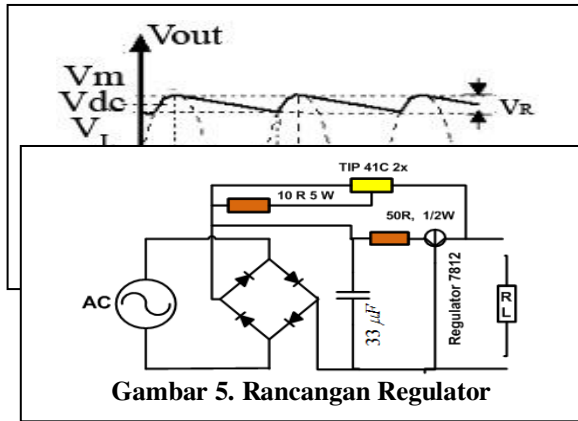 Vout
Vm
Vdc
VR
TIP 41C 2x
10 R 5 W
50R, 1/2W
AC
33 μF
Regulator 7812
RL
Gambar 5. Rancangan Regulator